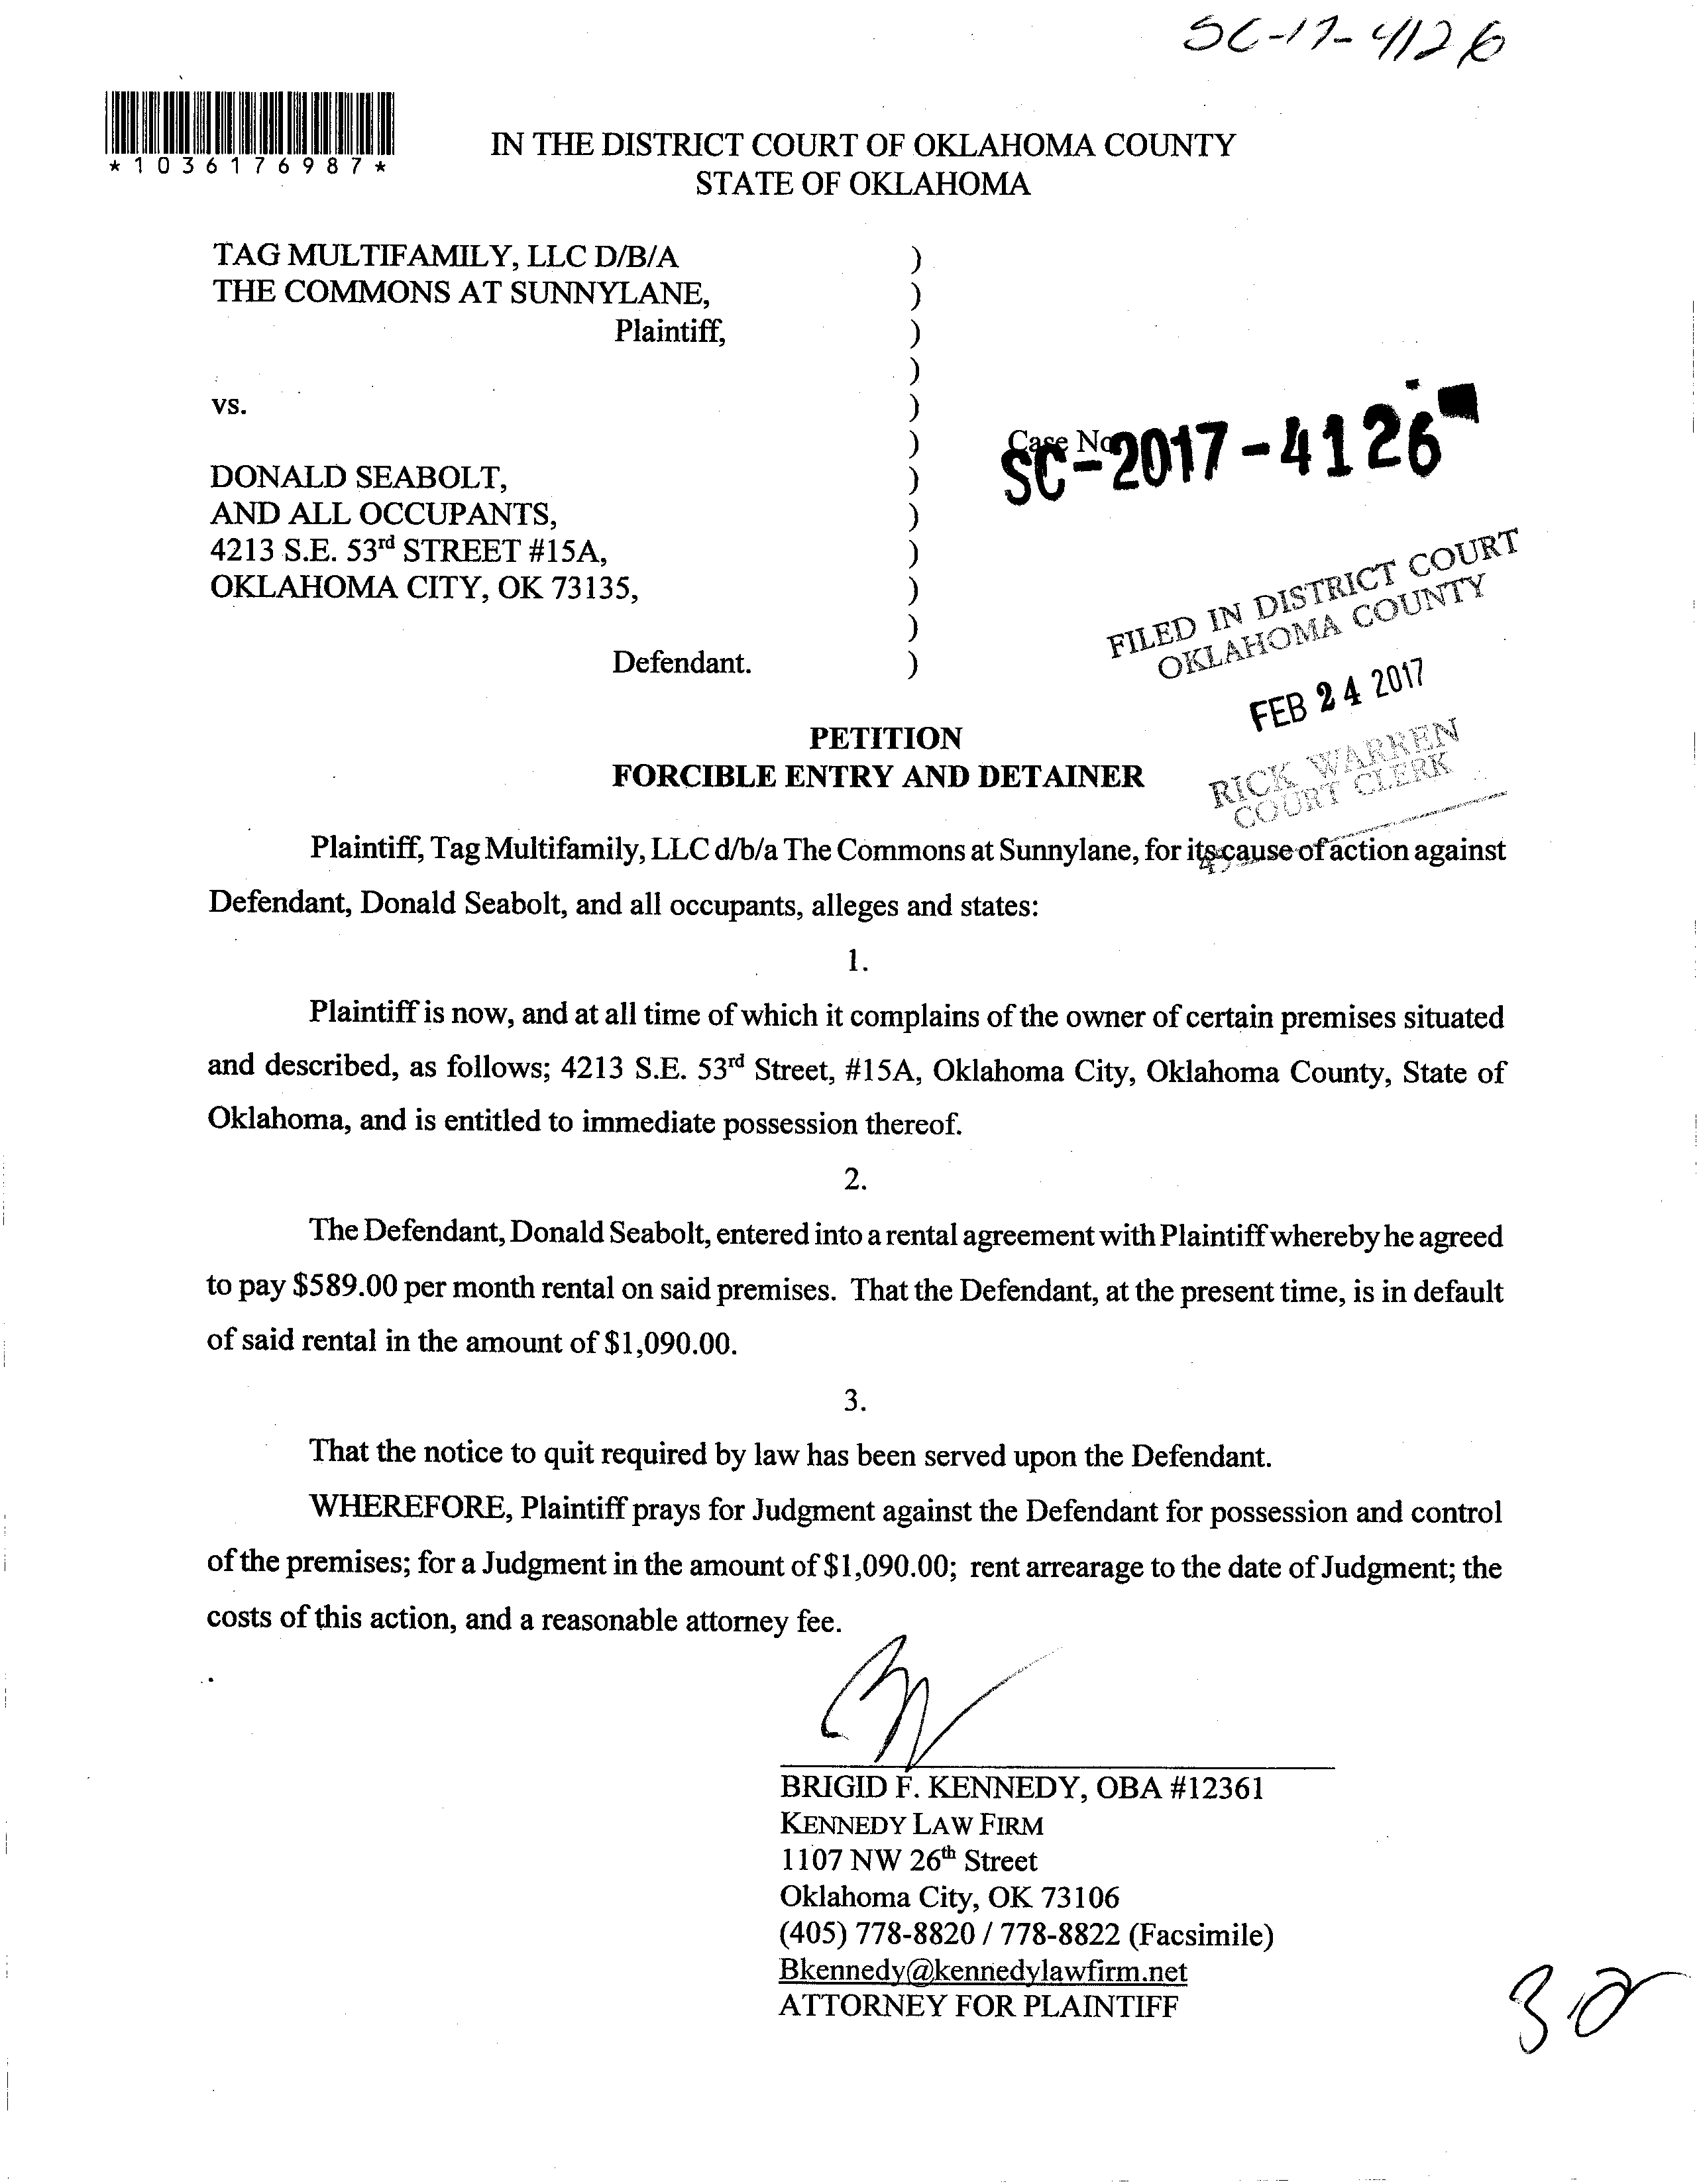 SC-17-4126
*1036176987*
IN THE DISTRICT COURT OF OKLAHOMA COUNTY
STATE OF OKLAHOMA
TAG MULTIFAMILY, LLC D/B/A )
THE COMMONS AT SUNNYLANE, )
Plaintiff, )
)
vs. )
)
DONALD SEABOLT, )
AND ALL OCCUPANTS, )
4213 S.E. 53rd STREET #15A, )
OKLAHOMA CITY, OK 73135, )
)
Defendant. )
Case No.
SC-2017-4126
FILED IN DISTRICT COURT
OKLAHOMA COUNTY
FEB 24 2017
RICK WARREN
COURT CLERK
PETITION
FORCIBLE ENTRY AND DETAINER
Plaintiff, Tag Multifamily, LLC d/b/a The Commons at Sunnylane, for its cause of action against
Defendant, Donald Seabolt, and all occupants, alleges and states:
1.
Plaintiff is now, and at all time of which it complains of the owner of certain premises situated
and described, as follows; 4213 S.E. 53rd Street, #15A, Oklahoma City, Oklahoma County, State of
Oklahoma, and is entitled to immediate possession thereof.
2.
The Defendant, Donald Seabolt, entered into a rental agreement with Plaintiff whereby he agreed
to pay $589.00 per month rental on said premises. That the Defendant, at the present time, is in default
of said rental in the amount of $1,090.00.
3.
That the notice to quit required by law has been served upon the Defendant.
WHEREFORE, Plaintiff prays for Judgment against the Defendant for possession and control
of the premises; for a Judgment in the amount of $1,090.00; rent arrearage to the date of Judgment; the
costs of this action, and a reasonable attorney fee.
BRIGID F. KENNEDY, OBA #12361
KENNEDY LAW FIRM
1107 NW 26th Street
Oklahoma City, OK 73106
(405) 778-8820 / 778-8822 (Facsimile)
Bkennedy@kennedylawfirm.net
ATTORNEY FOR PLAINTIFF